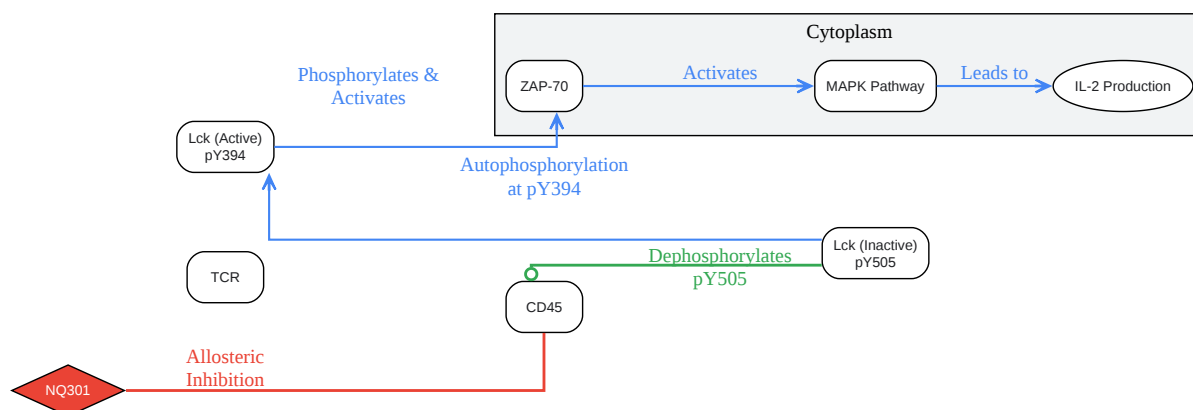 Cytoplasm
Phosphorylates &
Activates
ZAP-70
Activates
MAPK Pathway
Leads to
IL-2 Production
Lck (Active)
pY394
Autophosphorylation
at pY394
Lck (Inactive)
pY505
Dephosphorylates
pY505
TCR
CD45
Allosteric
Inhibition
NQ301